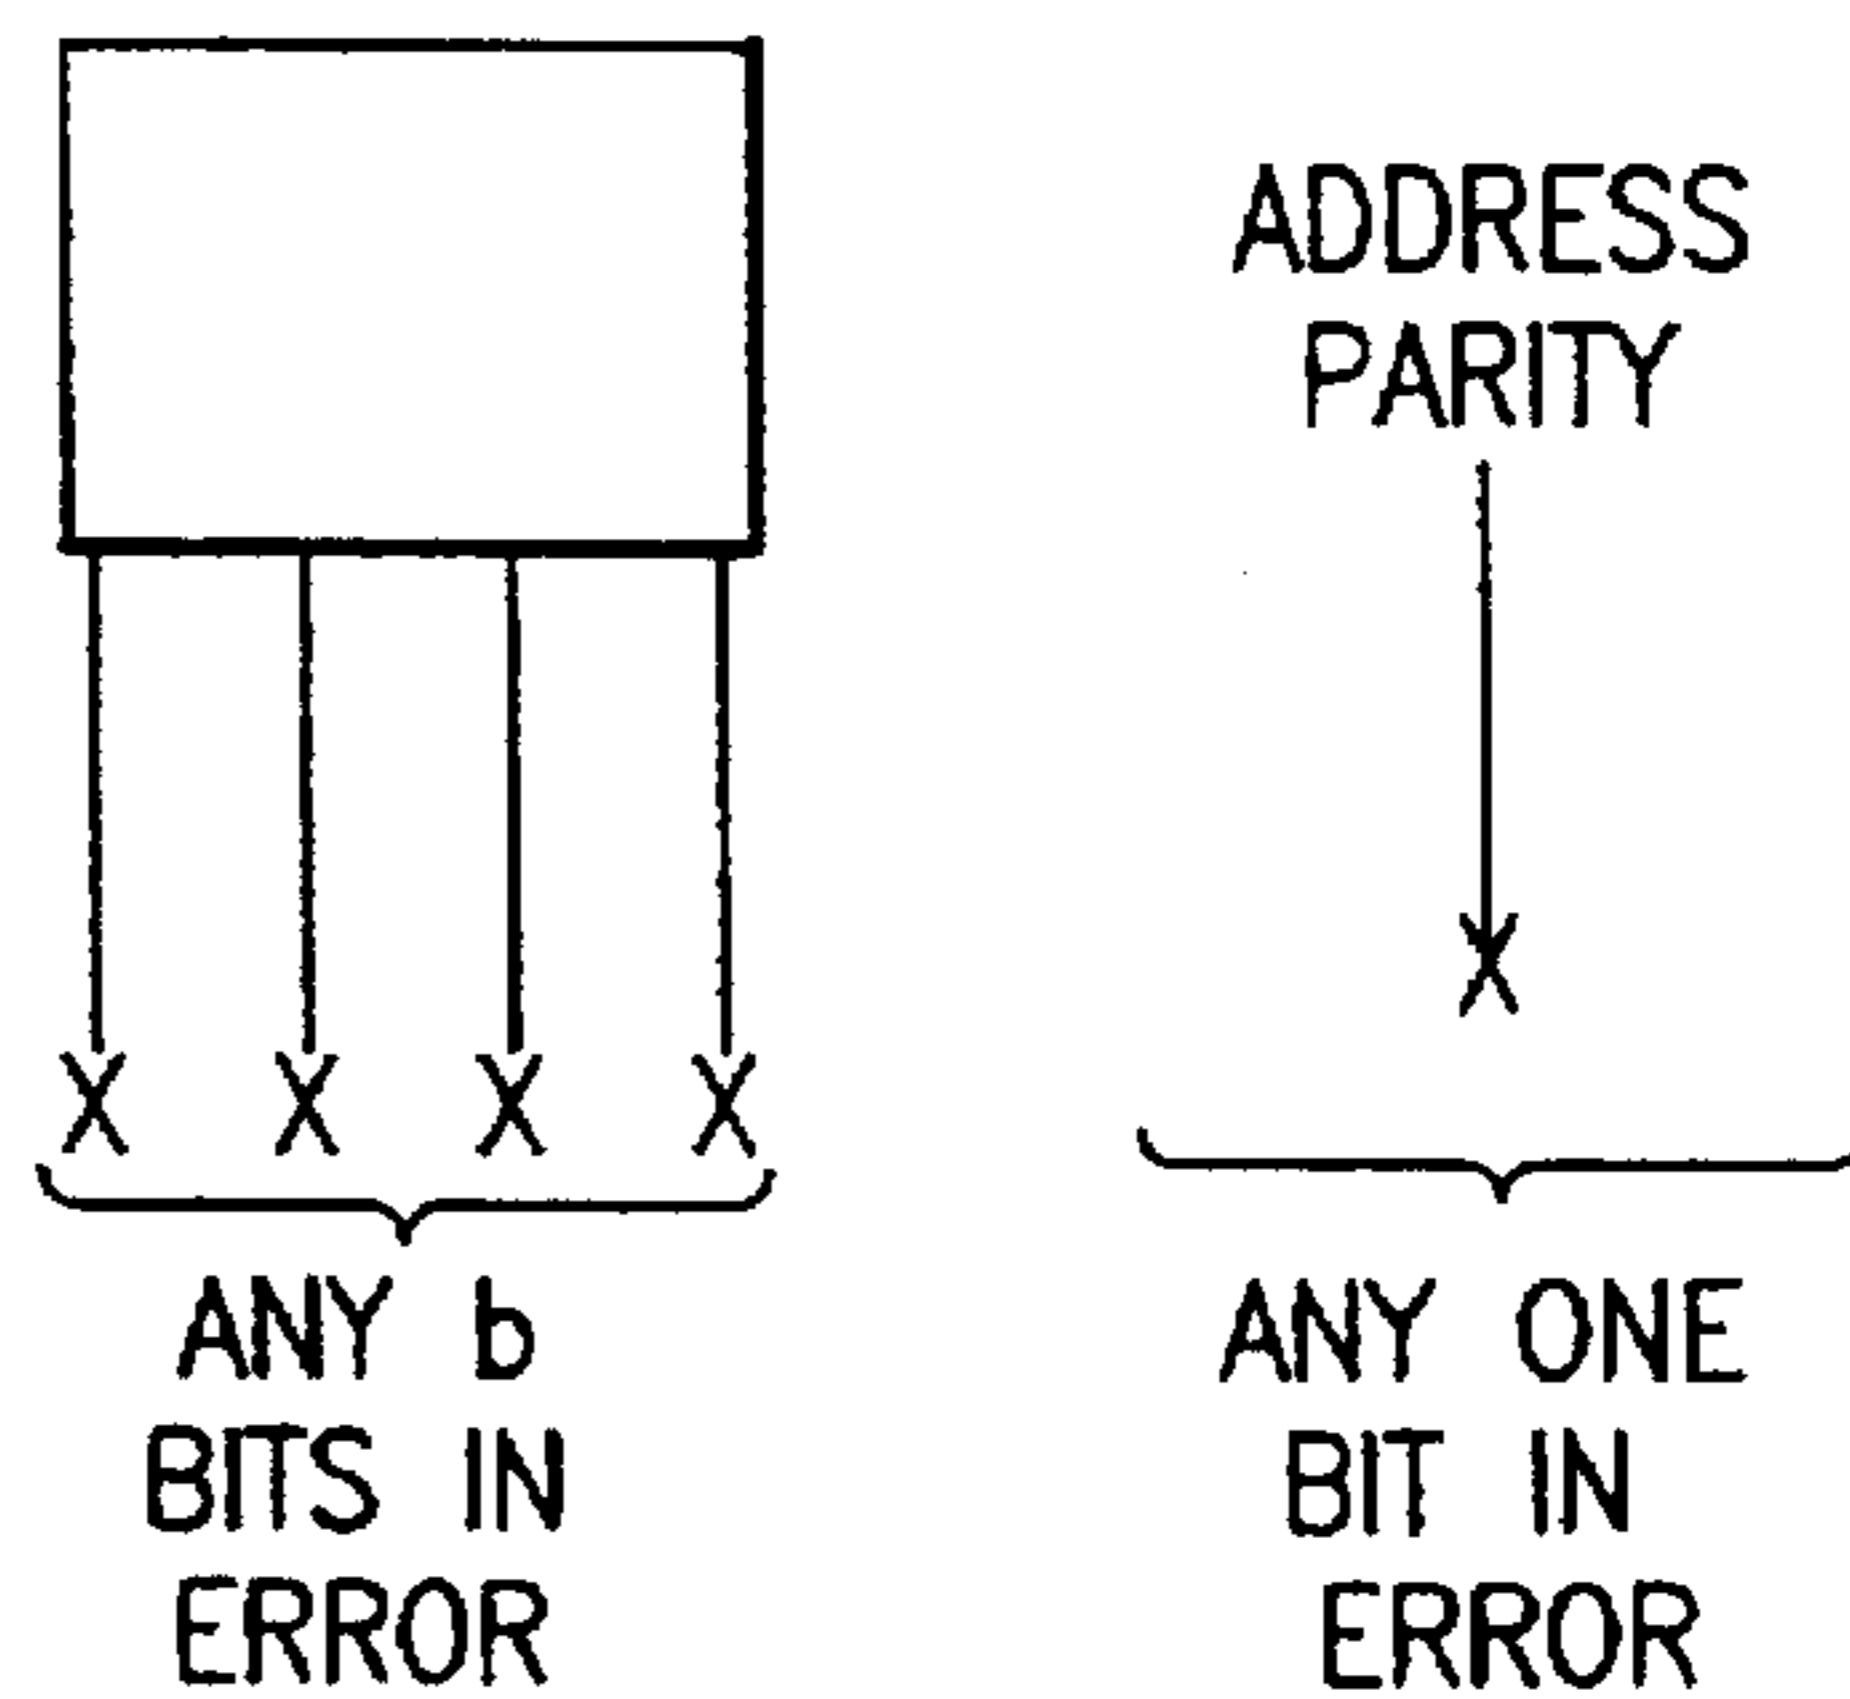 ADDRESS
PARITY
X X X X
X
ANY b
BITS IN
ERROR
ANY ONE
BIT IN
ERROR